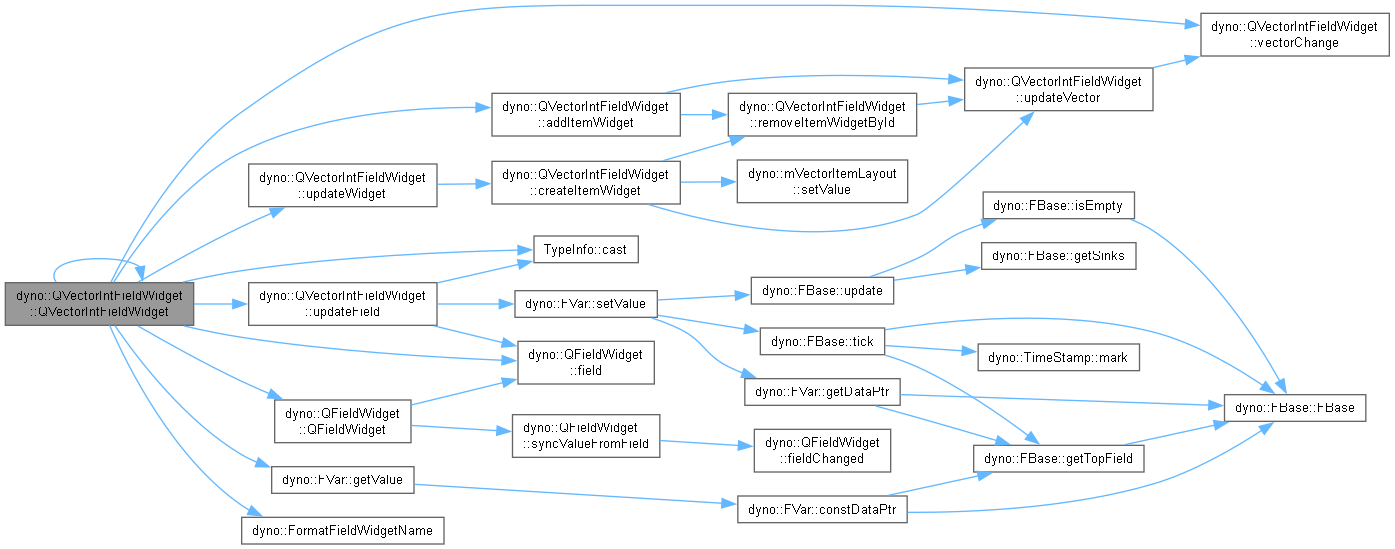 dyno::QVectorIntFieldWidget
::vectorChange
dyno::QVectorIntFieldWidget
::updateVector
dyno::QVectorIntFieldWidget
::addItemWidget
dyno::QVectorIntFieldWidget
::removeItemWidgetById
dyno::QVectorIntFieldWidget
::updateWidget
dyno::QVectorIntFieldWidget
::createItemWidget
dyno::mVectorItemLayout
::setValue
dyno::FBase::isEmpty
TypeInfo::cast
dyno::FBase::getSinks
dyno::QVectorIntFieldWidget
::QVectorIntFieldWidget
dyno::QVectorIntFieldWidget
::updateField
dyno::FVar::setValue
dyno::FBase::update
dyno::FBase::tick
dyno::TimeStamp::mark
dyno::QFieldWidget
::field
dyno::FVar::getDataPtr
dyno::FBase::FBase
dyno::QFieldWidget
::QFieldWidget
dyno::QFieldWidget
::syncValueFromField
dyno::QFieldWidget
::fieldChanged
dyno::FBase::getTopField
dyno::FVar::getValue
dyno::FVar::constDataPtr
dyno::FormatFieldWidgetName